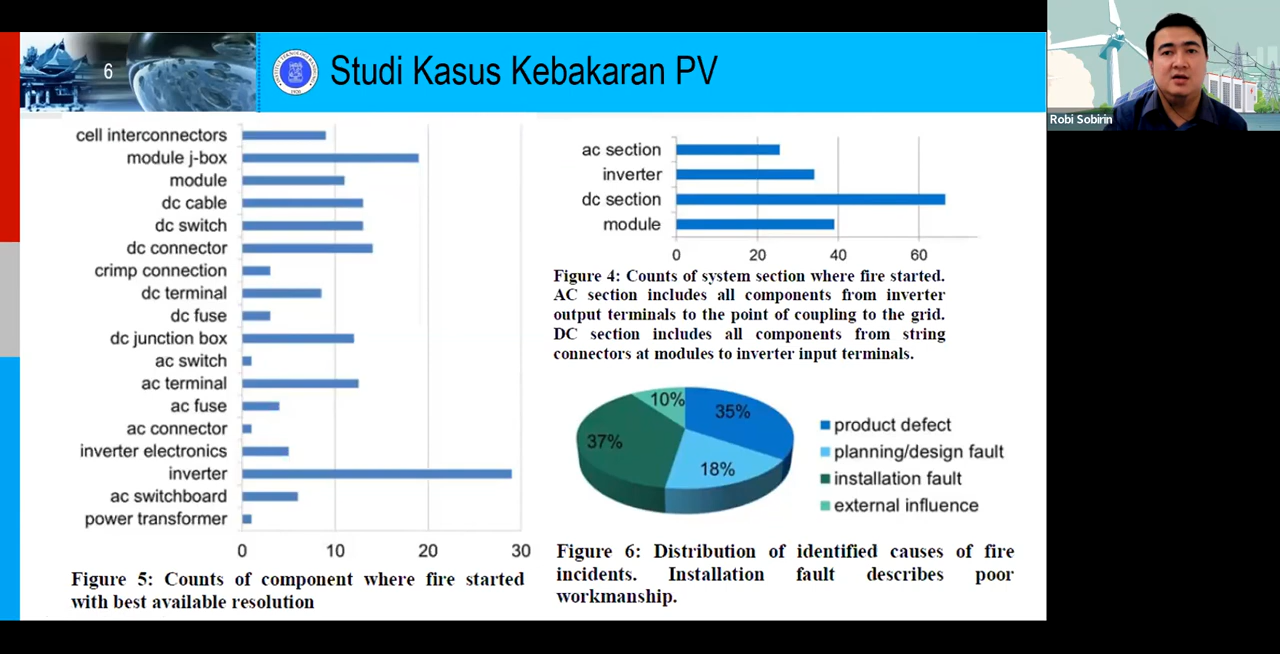 6
Studi Kasus Kebakaran PV
Robi Sobirin
cell interconnectors
module j-box
module
dc cable
dc switch
dc connector
crimp connection
dc terminal
dc fuse
dc junction box
ac switch
ac terminal
ac fuse
ac connector
inverter electronics
inverter
ac switchboard
power transformer
0 10 20 30
Figure 5: Counts of component where fire started
with best available resolution
ac section
inverter
dc section
module
0 20 40 60
Figure 4: Counts of system section where fire started.
AC section includes all components from inverter
output terminals to the point of coupling to the grid.
DC section includes all components from string
connectors at modules to inverter input terminals.
10%
35%
37%
18%
product defect
planning/design fault
installation fault
external influence
Figure 6: Distribution of identified causes of fire
incidents. Installation fault describes poor
workmanship.